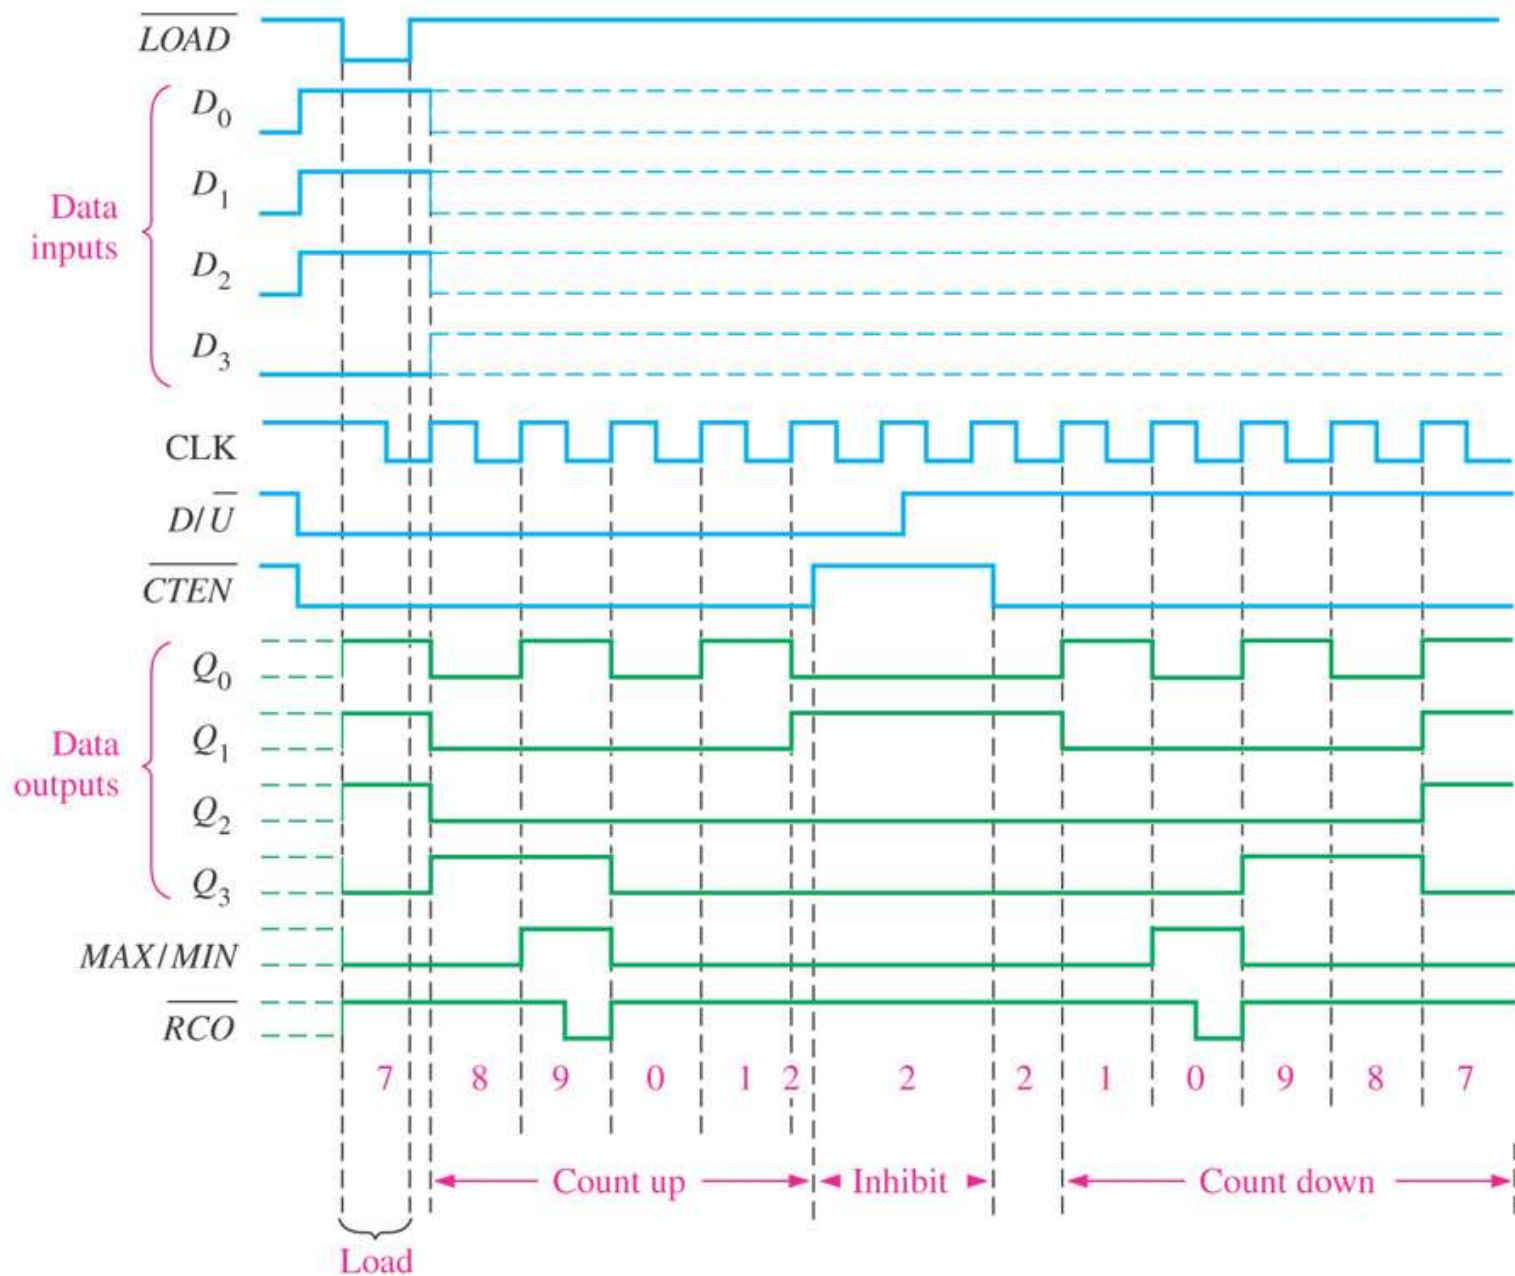 LOAD
D0
D1
Data
inputs
D2
D3
CLK
D/U
CTEN
Q0
Q1
Data
outputs
Q2
Q3
MAX/MIN
RCO
7 8 9 0 1 2 2 2 1 0 9 8 7
Count up Inhibit Count down
Load